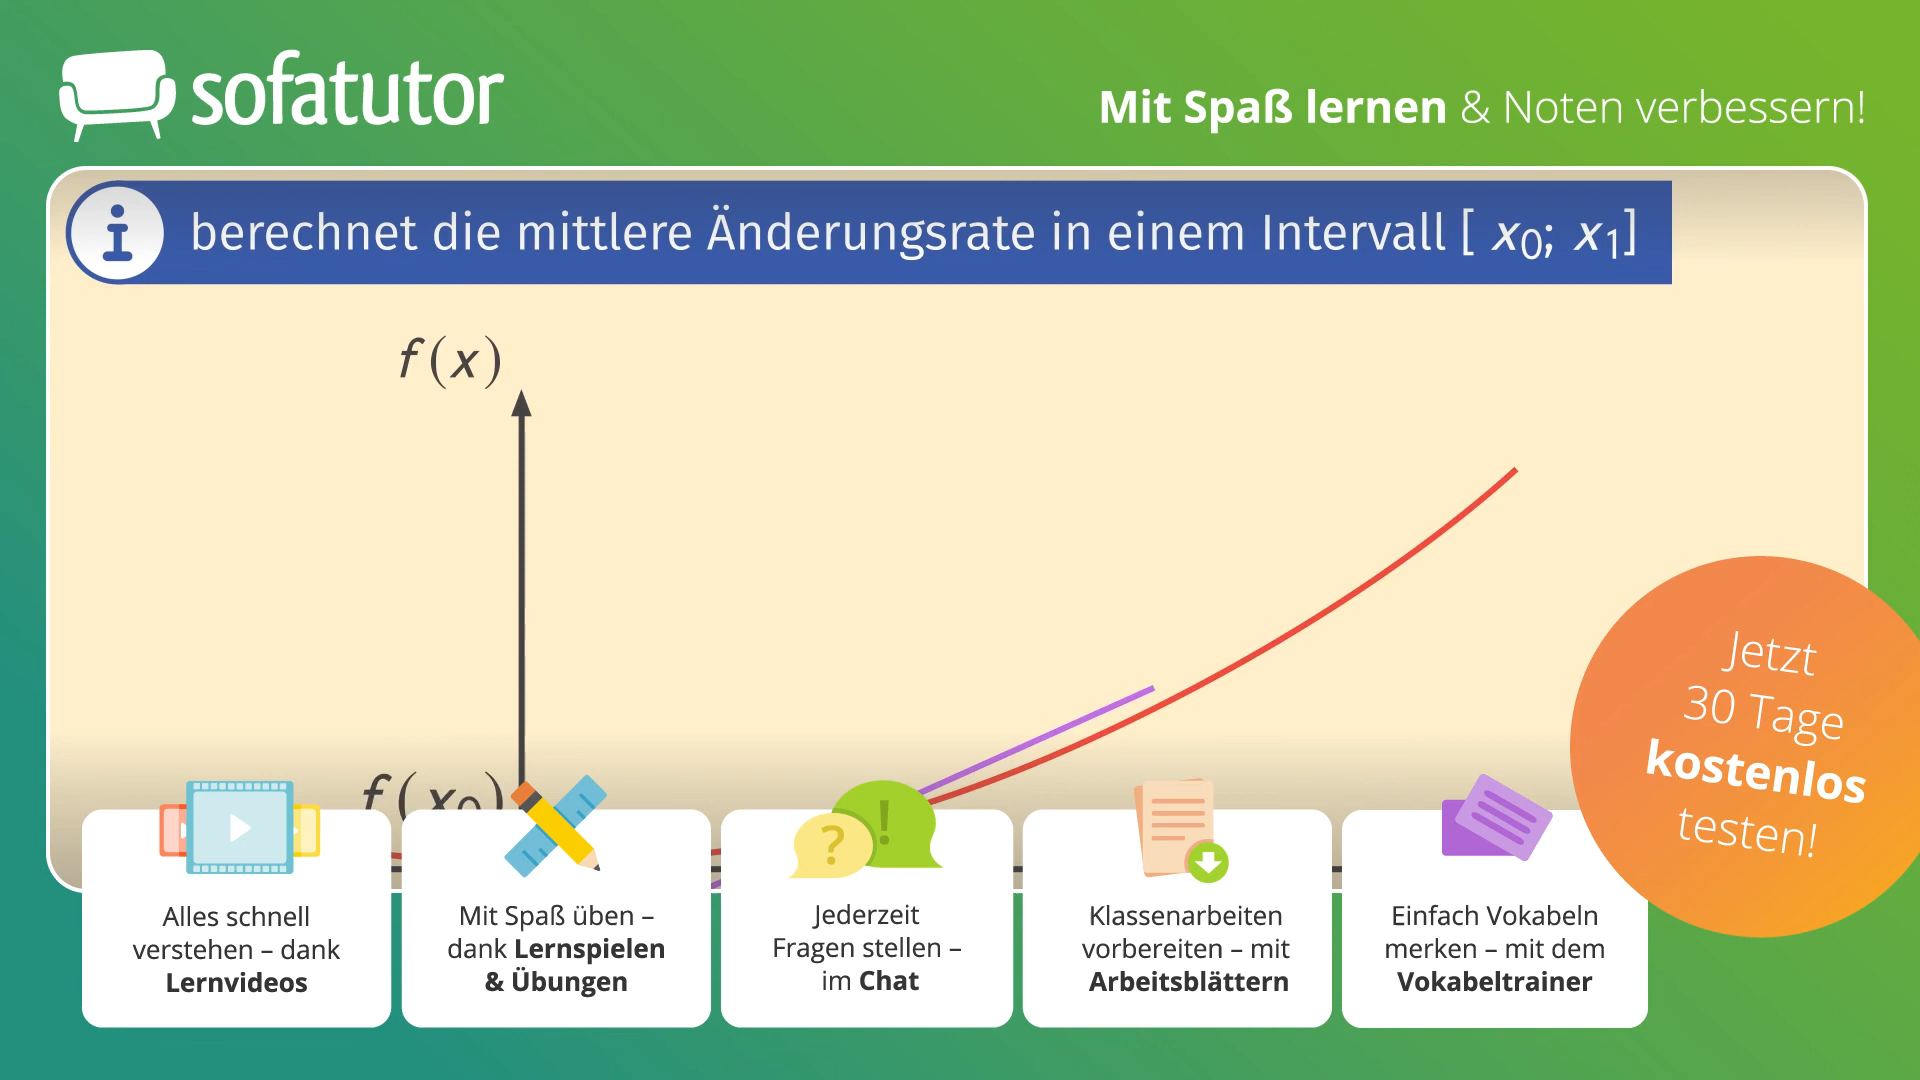 sofatutor
Mit Spaß lernen & Noten verbessern!
berechnet die mittlere Änderungsrate in einem Intervall [ x₀; x₁]
f(x)
f(x₀)
Jetzt
30 Tage
kostenlos
testen!
? !
Alles schnell
verstehen – dank
Lernvideos
Mit Spaß üben –
dank Lernspielen
& Übungen
Jederzeit
Fragen stellen –
im Chat
Klassenarbeiten
vorbereiten – mit
Arbeitsblättern
Einfach Vokabeln
merken – mit dem
Vokabeltrainer